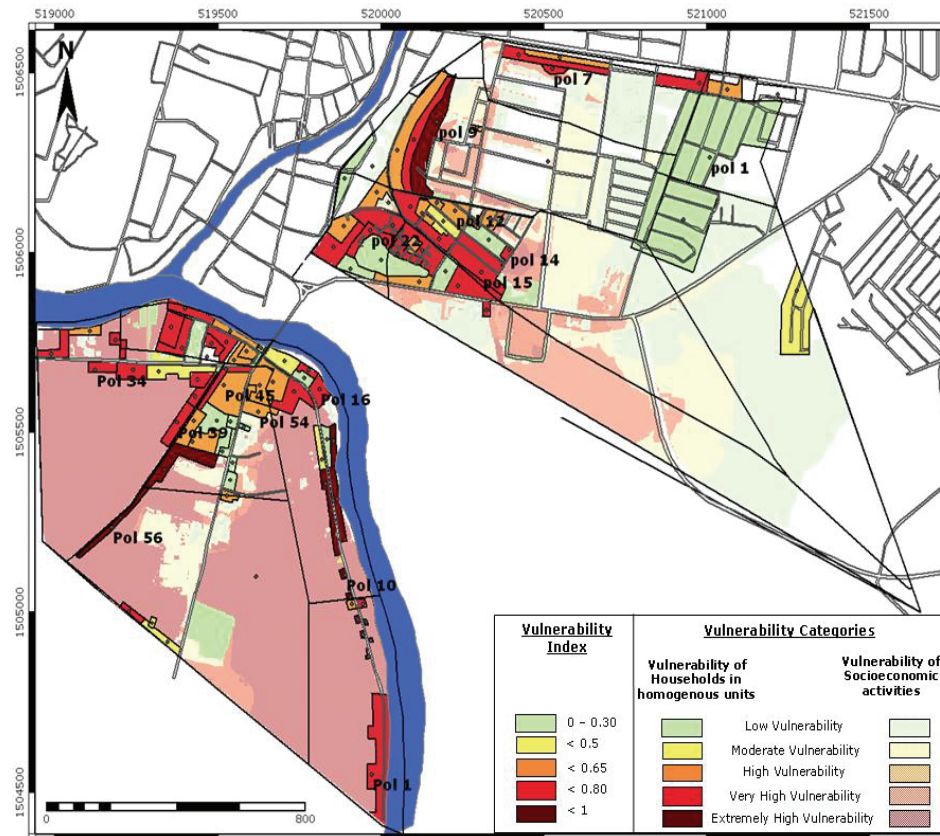 519000 519500 520000 520500 521000 521500
N
1506500
pol 7
pol 9
pol 1
pol 12
pol 22
1506000
pol 14
pol 15
Pol 34
Pol 45
Pol 16
Pol 54
1505500
Pol 39
Pol 56
Pol 10
1505000
Pol 1
1504500
0 800
Vulnerability
Index
0 - 0.30
< 0.5
< 0.65
< 0.80
< 1
Vulnerability Categories
Vulnerability of
Households in
homogenous units
Vulnerability of
Socioeconomic
activities
Low Vulnerability
Moderate Vulnerability
High Vulnerability
Very High Vulnerability
Extremely High Vulnerability